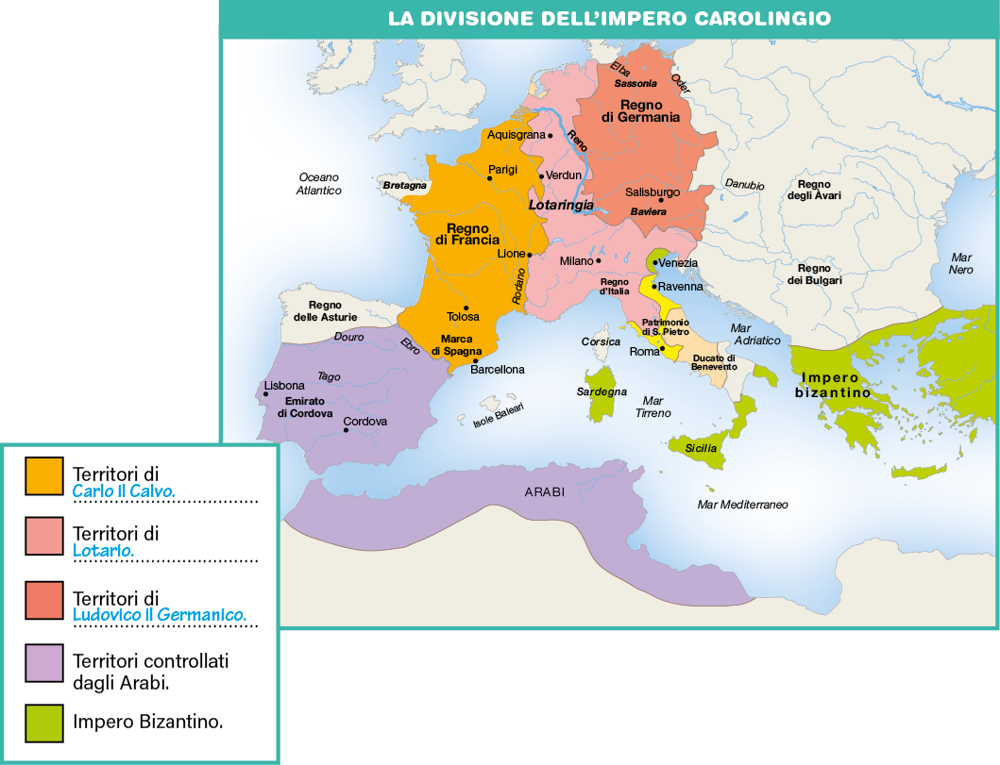 LA DIVISIONE DELL'IMPERO CAROLINGIO
Elba
Sassonia
Oder
Regno
di Germania
Aquisgrana
Reno
Parigi
Verdun
Oceano
Atlantico
Bretagna
Lotaringia
Salisburgo
Baviera
Danubio
Regno
degli Avari
Regno
di Francia
Lione
Milano
Venezia
Mar
Nero
Rodano
Regno
d'Italia
Ravenna
Regno
dei Bulgari
Regno
delle Asturie
Tolosa
Patrimonio
di S. Pietro
Mar
Adriatico
Douro
Ebro
Marca
di Spagna
Corsica
Roma
Ducato di
Benevento
Barcellona
Tago
Lisbona
Emirato
di Cordova
Cordova
Isole Baleari
Sardegna
Mar
Tirreno
Impero
bizantino
Sicilia
ARABI
Mar Mediterraneo
Territori di
Carlo il Calvo.
Territori di
Lotario.
Territori di
Ludovico il Germanico.
Territori controllati
dagli Arabi.
Impero Bizantino.